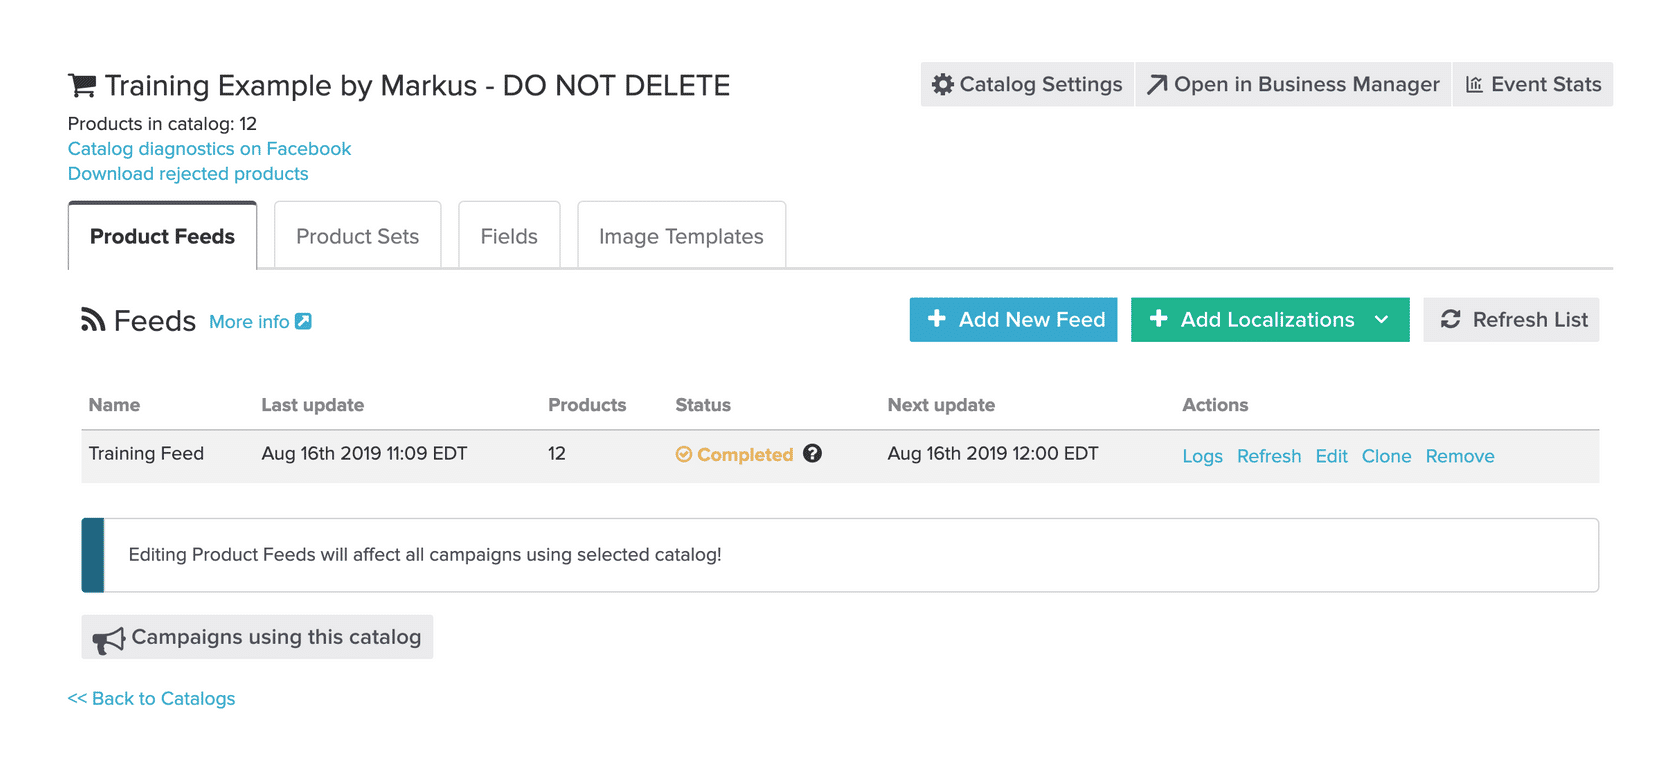 Training Example by Markus - DO NOT DELETE
Catalog Settings
Open in Business Manager
Event Stats
Products in catalog: 12
Catalog diagnostics on Facebook
Download rejected products
Product Feeds
Product Sets
Fields
Image Templates
Feeds More info
Add New Feed
Add Localizations
Refresh List
Name Last update Products Status Next update Actions
Training Feed Aug 16th 2019 11:09 EDT 12 Completed ? Aug 16th 2019 12:00 EDT Logs Refresh Edit Clone Remove
Editing Product Feeds will affect all campaigns using selected catalog!
Campaigns using this catalog
<< Back to Catalogs